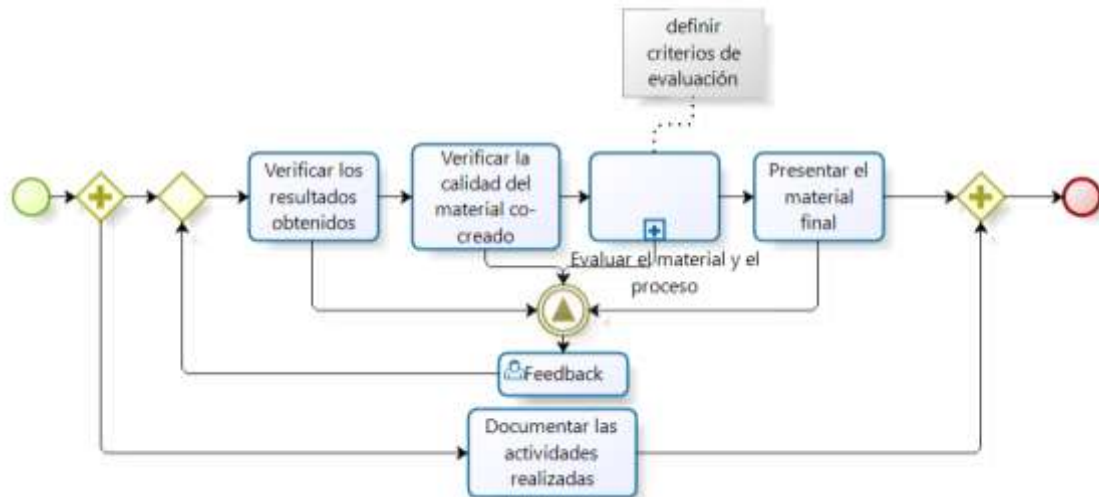 definir
criterios de
evaluación
Verificar los
resultados
obtenidos
Verificar la
calidad del
material co-
creado
Presentar el
material
final
Evaluar el material y el
proceso
Feedback
Documentar las
actividades
realizadas